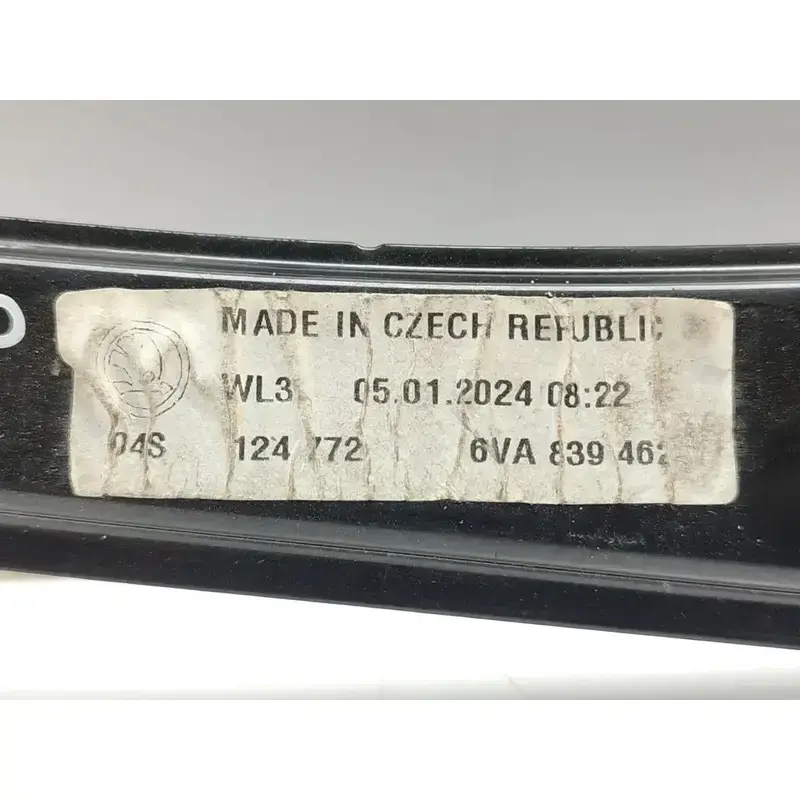 MADE IN CZECH REPUBLIC
WL3 05.01.2024 08:22
04S 124 772 6VA 839 462